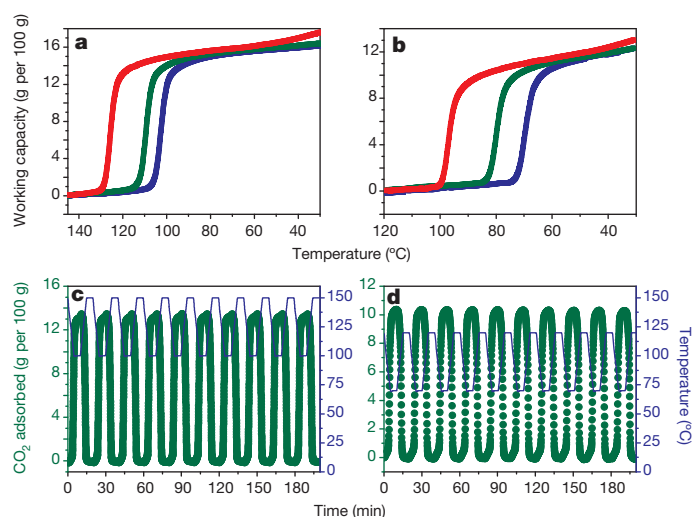 a
b
Working capacity (g per 100 g)
16
12
8
4
0
140 120 100 80 60 40
12
8
4
0
120 100 80 60 40
Temperature (ºC)
c
d
CO2 adsorbed (g per 100 g)
16
12
8
4
0
150
125
100
75
50
25
0
0 30 60 90 120 150 180
12
10
8
6
4
2
0
150
125
100
75
50
25
0
0 30 60 90 120 150 180
Temperature (ºC)
Time (min)